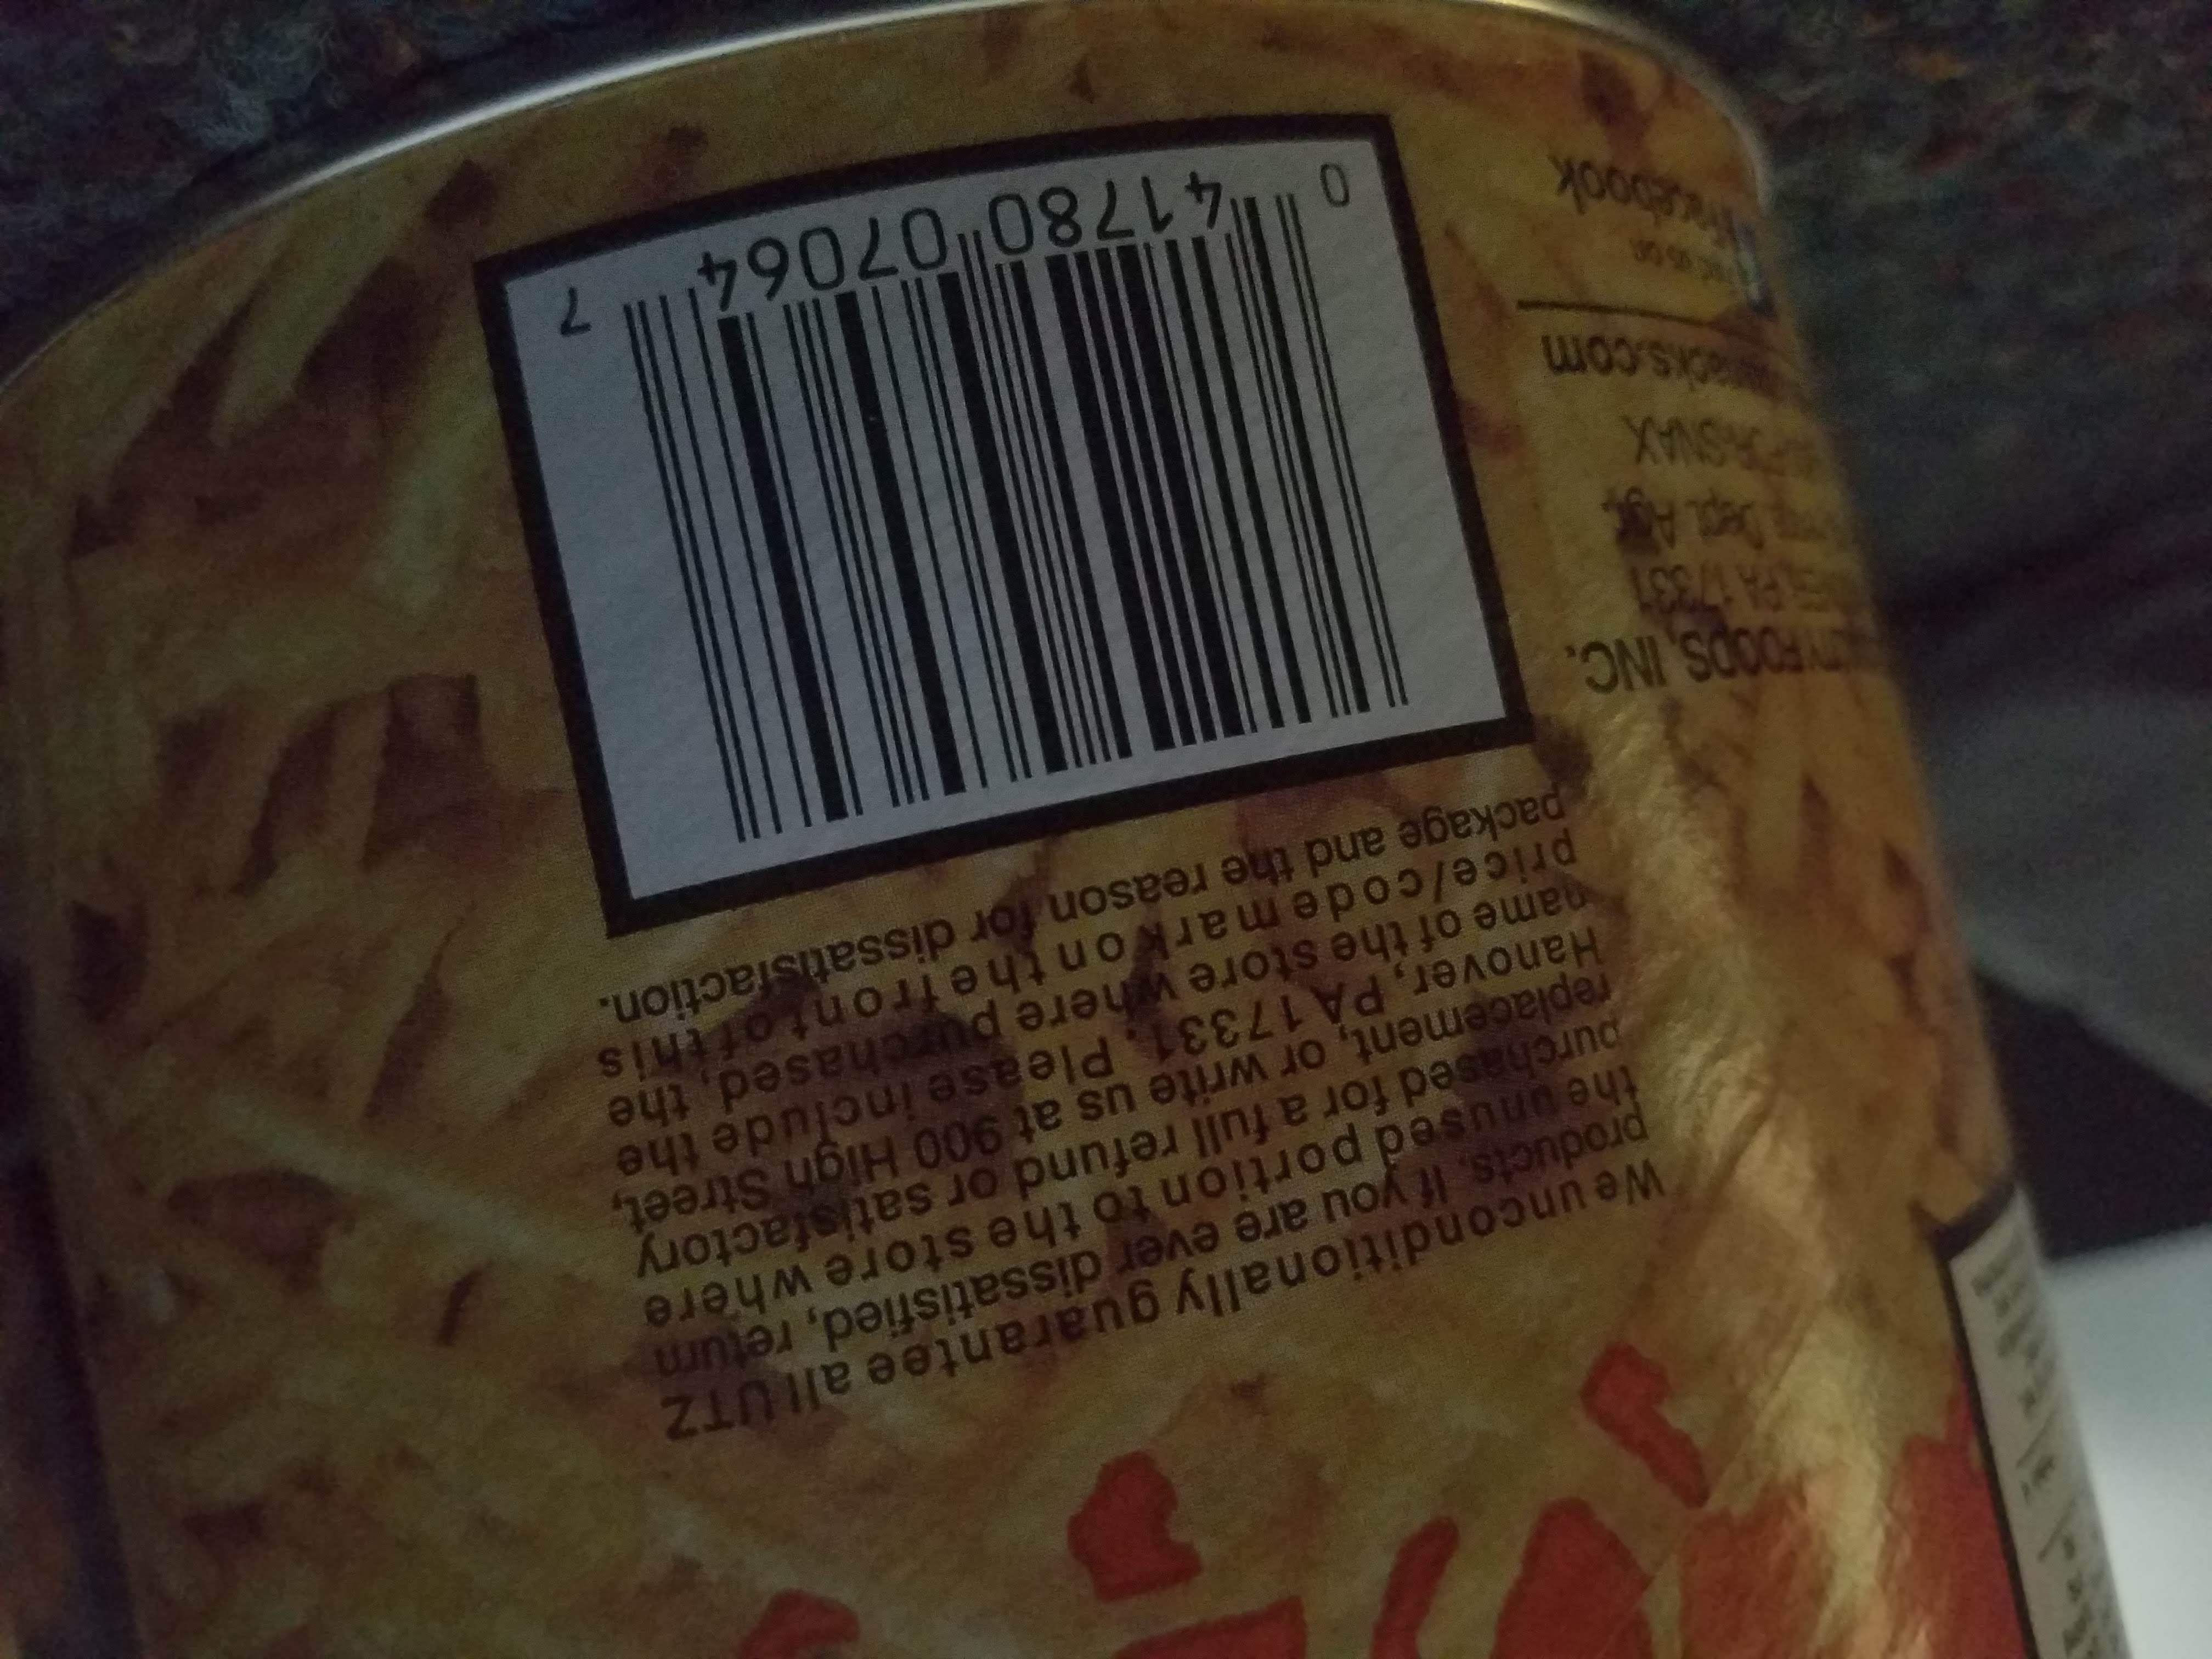 We unconditionally guarantee all UTZ
products. If you are ever dissatisfied, return
the unused portion to the store where
purchased for a full refund or satisfactory
replacement, or write us at 900 High Street,
Hanover, PA 17331. Please include the
name of the store where purchased, the
price/code mark on the front of this
package and the reason for dissatisfaction.
FOODS, INC.
PA 17331
Dept. Agr.
SNAX
Facebook
0 41780 07064 7